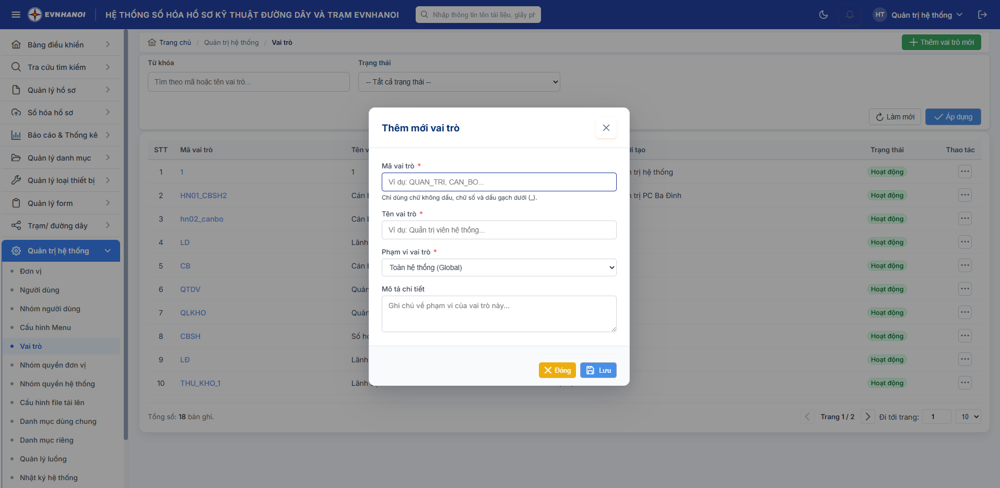 EVNHANOI
HỆ THỐNG SỐ HÓA HỒ SƠ KỸ THUẬT ĐƯỜNG DÂY VÀ TRẠM EVNHANOI
Nhập thông tin tên tài liệu, giấy ph
HT
Quản trị hệ thống
Bảng điều khiển
Tra cứu tìm kiếm
Quản lý hồ sơ
Số hóa hồ sơ
Báo cáo & Thống kê
Quản lý danh mục
Quản lý loại thiết bị
Quản lý form
Trạm/ đường dây
Quản trị hệ thống
Đơn vị
Người dùng
Nhóm người dùng
Cấu hình Menu
Vai trò
Nhóm quyền đơn vị
Nhóm quyền hệ thống
Cấu hình file tải lên
Danh mục dùng chung
Danh mục riêng
Quản lý luồng
Nhật ký hệ thống
Trang chủ / Quản trị hệ thống / Vai trò
Thêm vai trò mới
Từ khóa
Trạng thái
Tìm theo mã hoặc tên vai trò...
-- Tất cả trạng thái --
Làm mới
Áp dụng
STT Mã vai trò Tên v ời tạo Trạng thái Thao tác
1 1 1 n trị hệ thống Hoạt động
2 HN01_CBSH2 Cán b n trị PC Ba Đình Hoạt động
3 hn02_canbo Cán b Hoạt động
4 LD Lãnh Hoạt động
5 CB Cán b Hoạt động
6 QTDV Quản Hoạt động
7 QLKHO Quản Hoạt động
8 CBSH Số h Hoạt động
9 LĐ Lãnh Hoạt động
10 THU_KHO_1 Lãnh Hoạt động
Tổng số: 18 bản ghi.
Trang 1 / 2
Đi tới trang:
1
10
Thêm mới vai trò
Mã vai trò *
Ví dụ: QUAN_TRI, CAN_BO...
Chỉ dùng chữ không dấu, chữ số và dấu gạch dưới (_).
Tên vai trò *
Ví dụ: Quản trị viên hệ thống...
Phạm vi vai trò *
Toàn hệ thống (Global)
Mô tả chi tiết
Ghi chú về phạm vi của vai trò này...
Đóng
Lưu